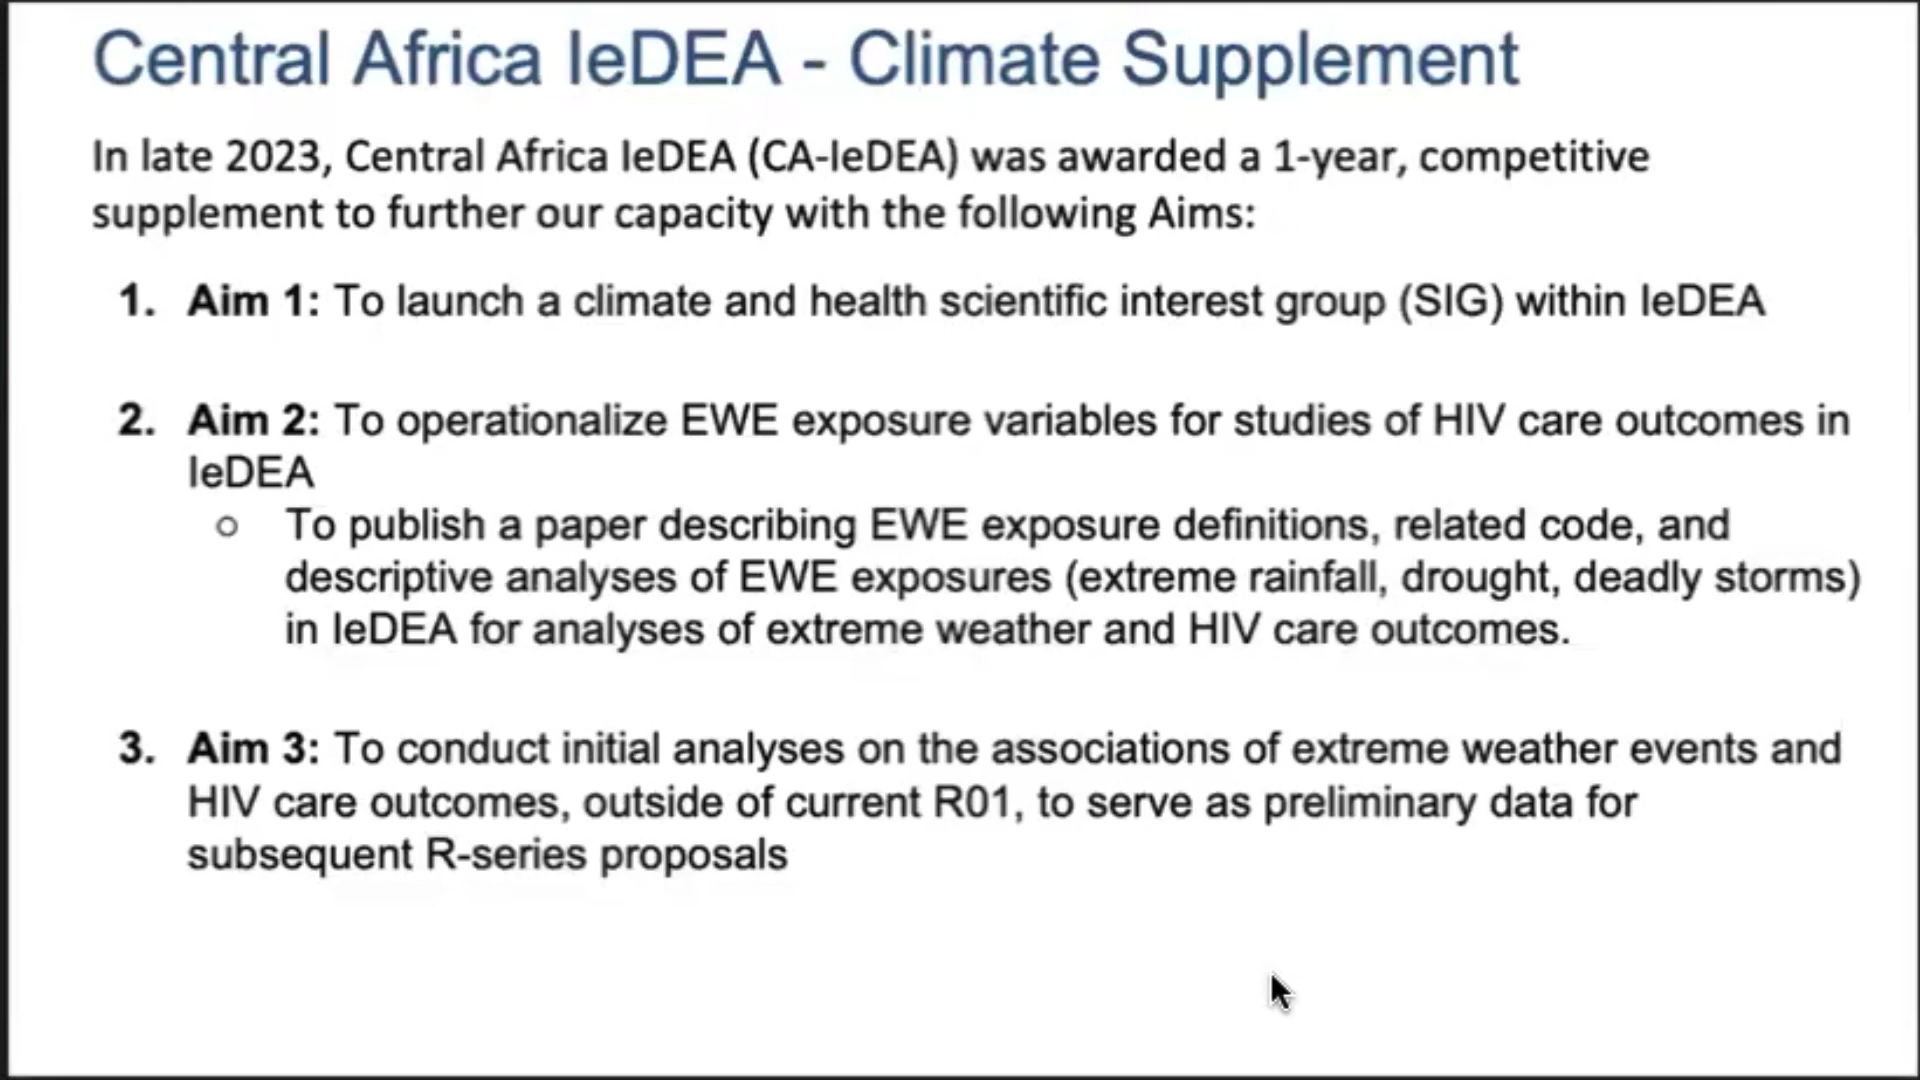 Central Africa IeDEA - Climate Supplement
In late 2023, Central Africa IeDEA (CA-IeDEA) was awarded a 1-year, competitive
supplement to further our capacity with the following Aims:
1. Aim 1: To launch a climate and health scientific interest group (SIG) within IeDEA
2. Aim 2: To operationalize EWE exposure variables for studies of HIV care outcomes in
IeDEA
○ To publish a paper describing EWE exposure definitions, related code, and
descriptive analyses of EWE exposures (extreme rainfall, drought, deadly storms)
in IeDEA for analyses of extreme weather and HIV care outcomes.
3. Aim 3: To conduct initial analyses on the associations of extreme weather events and
HIV care outcomes, outside of current R01, to serve as preliminary data for
subsequent R-series proposals